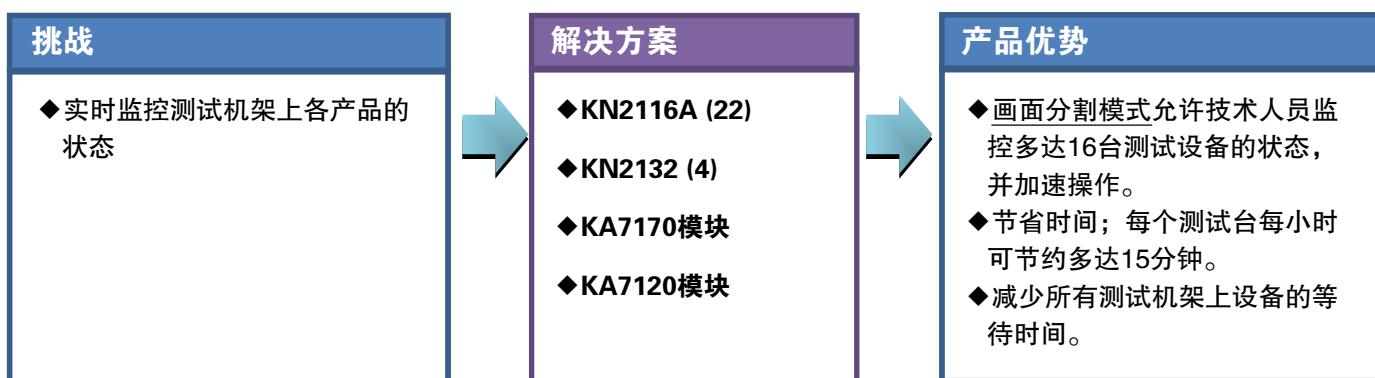 挑战
◆实时监控测试机架上各产品的
状态
解决方案
◆KN2116A (22)
◆KN2132 (4)
◆KA7170模块
◆KA7120模块
产品优势
◆画面分割模式允许技术人员监
控多达16台测试设备的状态，
并加速操作。
◆节省时间；每个测试台每小时
可节约多达15分钟。
◆减少所有测试机架上设备的等
待时间。